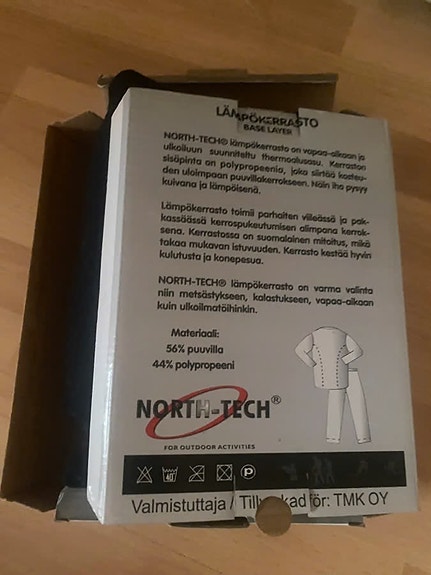 LÄMPÖKERRASTO
BASE LAYER
NORTH-TECH® lämpökerrasto on vapaa-aikaan ja
ulkoiluun suunniteltu thermoalusasu. Kerraston
sisäpinta on polypropeenia, joka siirtää kosteu-
den uloimpaan puuvillakerrokseen. Näin iho pysyy
kuivana ja lämpöisenä.
Lämpökerrasto toimii parhaiten viileässä ja pak-
kassäässä kerrospukeutumisen alimpana kerrok-
sena. Kerrastossa on suomalainen mitoitus, mikä
takaa mukavan istuvuuden. Kerrasto kestää hyvin
kulutusta ja konepesua.
NORTH-TECH® lämpökerrasto on varma valinta
niin metsästykseen, kalastukseen, vapaa-aikaan
kuin ulkoilmatöihinkin.
Materiaali:
56% puuvilla
44% polypropeeni
NORTH-TECH®
FOR OUTDOOR ACTIVITIES
40 P
Valmistuttaja / för: TMK OY